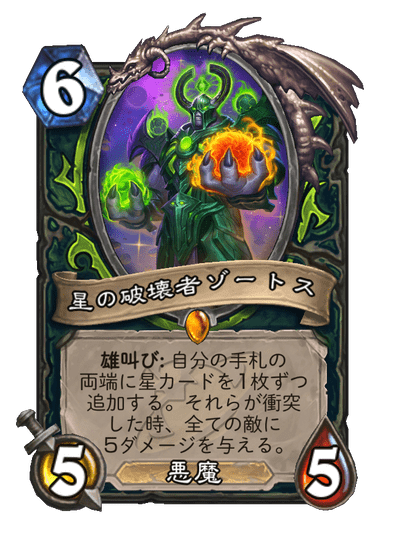 6
星の破壊者ゾートス
雄叫び: 自分の手札の
両端に星カードを1枚ずつ
追加する。それらが衝突
した時、全ての敵に
5ダメージを与える。
5
悪魔
5